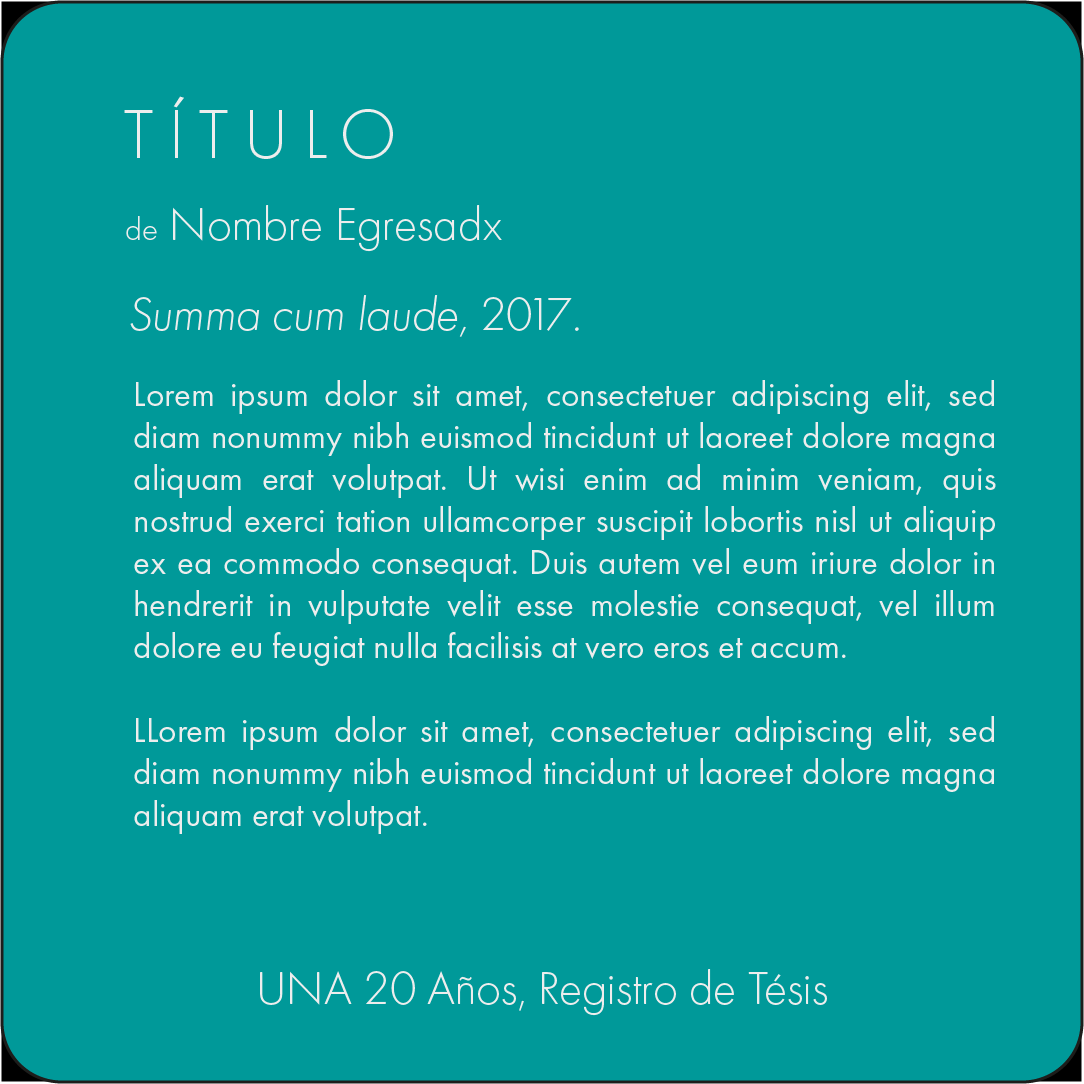 TÍTULO
de Nombre Egresadx
Summa cum laude, 2017.
Lorem ipsum dolor sit amet, consectetuer adipiscing elit, sed
diam nonummy nibh euismod tincidunt ut laoreet dolore magna
aliquam erat volutpat. Ut wisi enim ad minim veniam, quis
nostrud exerci tation ullamcorper suscipit lobortis nisl ut aliquip
ex ea commodo consequat. Duis autem vel eum iriure dolor in
hendrerit in vulputate velit esse molestie consequat, vel illum
dolore eu feugiat nulla facilisis at vero eros et accum.
LLorem ipsum dolor sit amet, consectetuer adipiscing elit, sed
diam nonummy nibh euismod tincidunt ut laoreet dolore magna
aliquam erat volutpat.
UNA 20 Años, Registro de Tésis